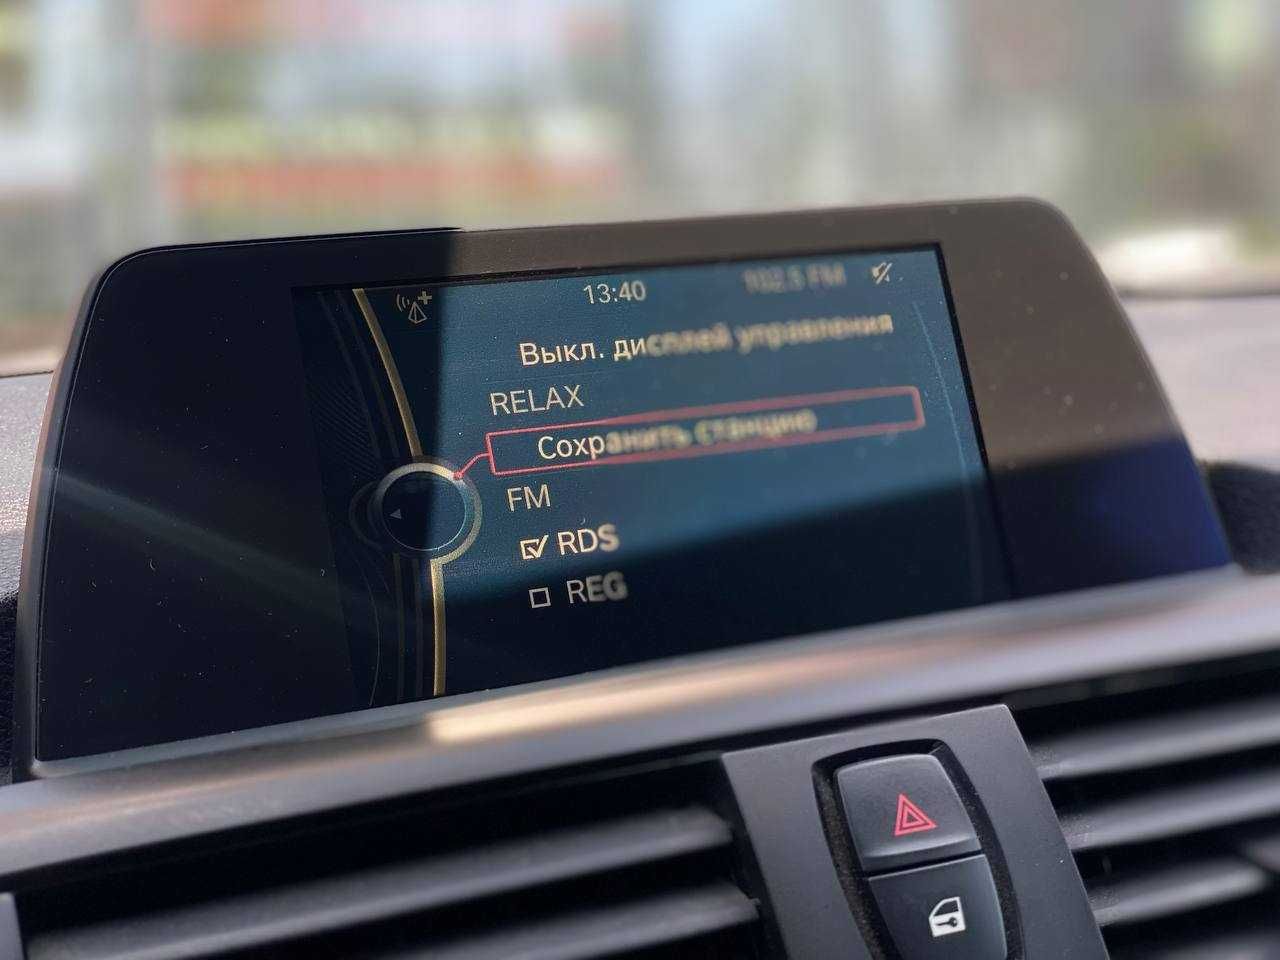 13:40 102.5 FM
Выкл. дисплей управления
RELAX
Сохранить станцию
FM
RDS
REG